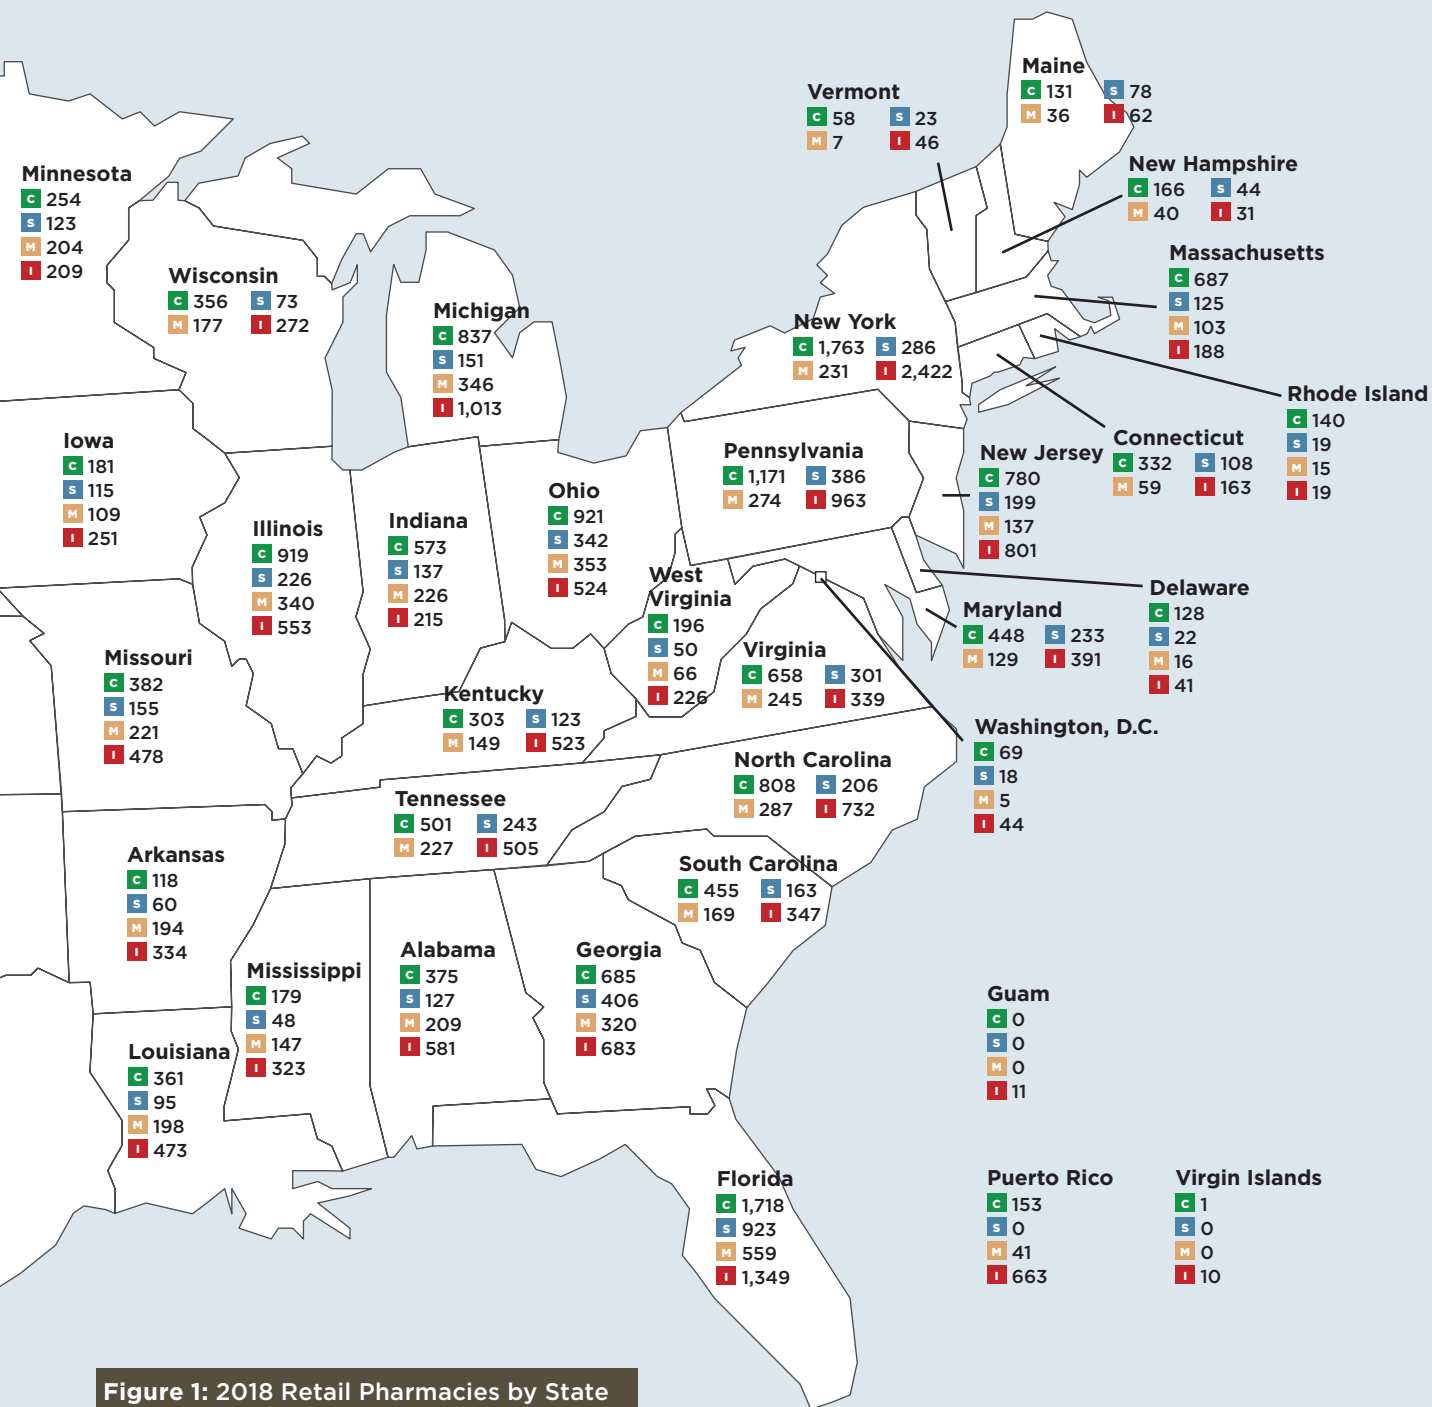 Maine
C 131 S 78
M 36 I 62
Vermont
C 58 S 23
M 7 I 46
New Hampshire
C 166 S 44
M 40 I 31
Minnesota
C 254
S 123
M 204
I 209
Massachusetts
C 687
S 125
M 103
I 188
Wisconsin
C 356 S 73
M 177 I 272
Michigan
C 837
S 151
M 346
I 1,013
New York
C 1,763 S 286
M 231 I 2,422
Rhode Island
C 140
S 19
M 15
I 19
Connecticut
C 332 S 108
M 59 I 163
Iowa
C 181
S 115
M 109
I 251
Pennsylvania
C 1,171 S 386
M 274 I 963
New Jersey
C 780
S 199
M 137
I 801
Ohio
C 921
S 342
M 353
I 524
Indiana
C 573
S 137
M 226
I 215
Illinois
C 919
S 226
M 340
I 553
West
Virginia
C 196
S 50
M 66
I 226
Delaware
C 128
S 22
M 16
I 41
Maryland
C 448 S 233
M 129 I 391
Virginia
C 658 S 301
M 245 I 339
Missouri
C 382
S 155
M 221
I 478
Kentucky
C 303 S 123
M 149 I 523
Washington, D.C.
C 69
S 18
M 5
I 44
North Carolina
C 808 S 206
M 287 I 732
Tennessee
C 501 S 243
M 227 I 505
Arkansas
C 118
S 60
M 194
I 334
South Carolina
C 455 S 163
M 169 I 347
Mississippi
C 179
S 48
M 147
I 323
Alabama
C 375
S 127
M 209
I 581
Georgia
C 685
S 406
M 320
I 683
Guam
C 0
S 0
M 0
I 11
Louisiana
C 361
S 95
M 198
I 473
Florida
C 1,718
S 923
M 559
I 1,349
Puerto Rico
C 153
S 0
M 41
I 663
Virgin Islands
C 1
S 0
M 0
I 10
Figure 1: 2018 Retail Pharmacies by State